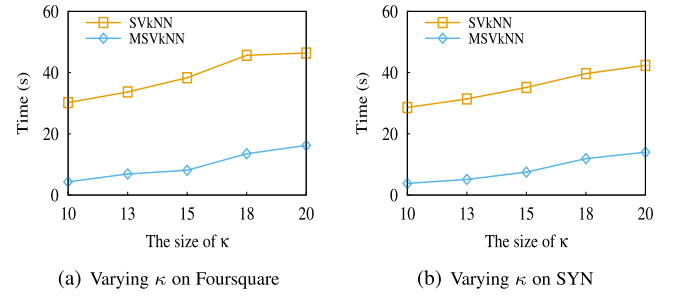 60
SVkNN
MSVkNN
40
20
0
Time (s)
10 13 15 18 20
The size of κ
(a) Varying κ on Foursquare
60
SVkNN
MSVkNN
40
20
0
Time (s)
10 13 15 18 20
The size of κ
(b) Varying κ on SYN